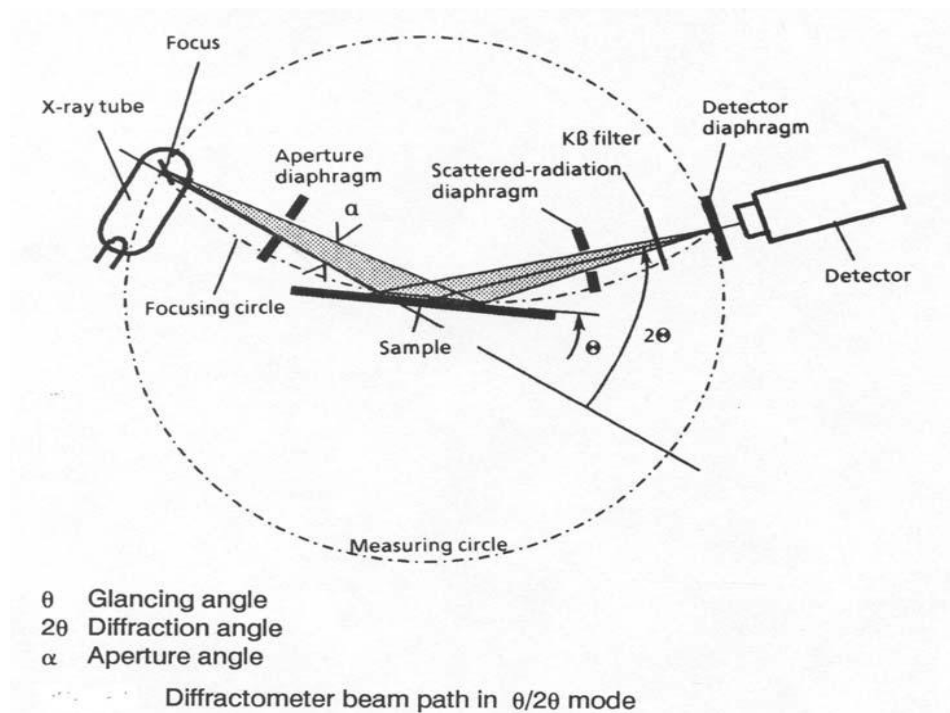 Focus
X-ray tube
Aperture
diaphragm
α
Detector
diaphragm
Kß filter
Scattered-radiation
diaphragm
Focusing circle
Detector
Sample
Θ
2Θ
Measuring circle
θ Glancing angle
2θ Diffraction angle
α Aperture angle
Diffractometer beam path in θ/2θ mode